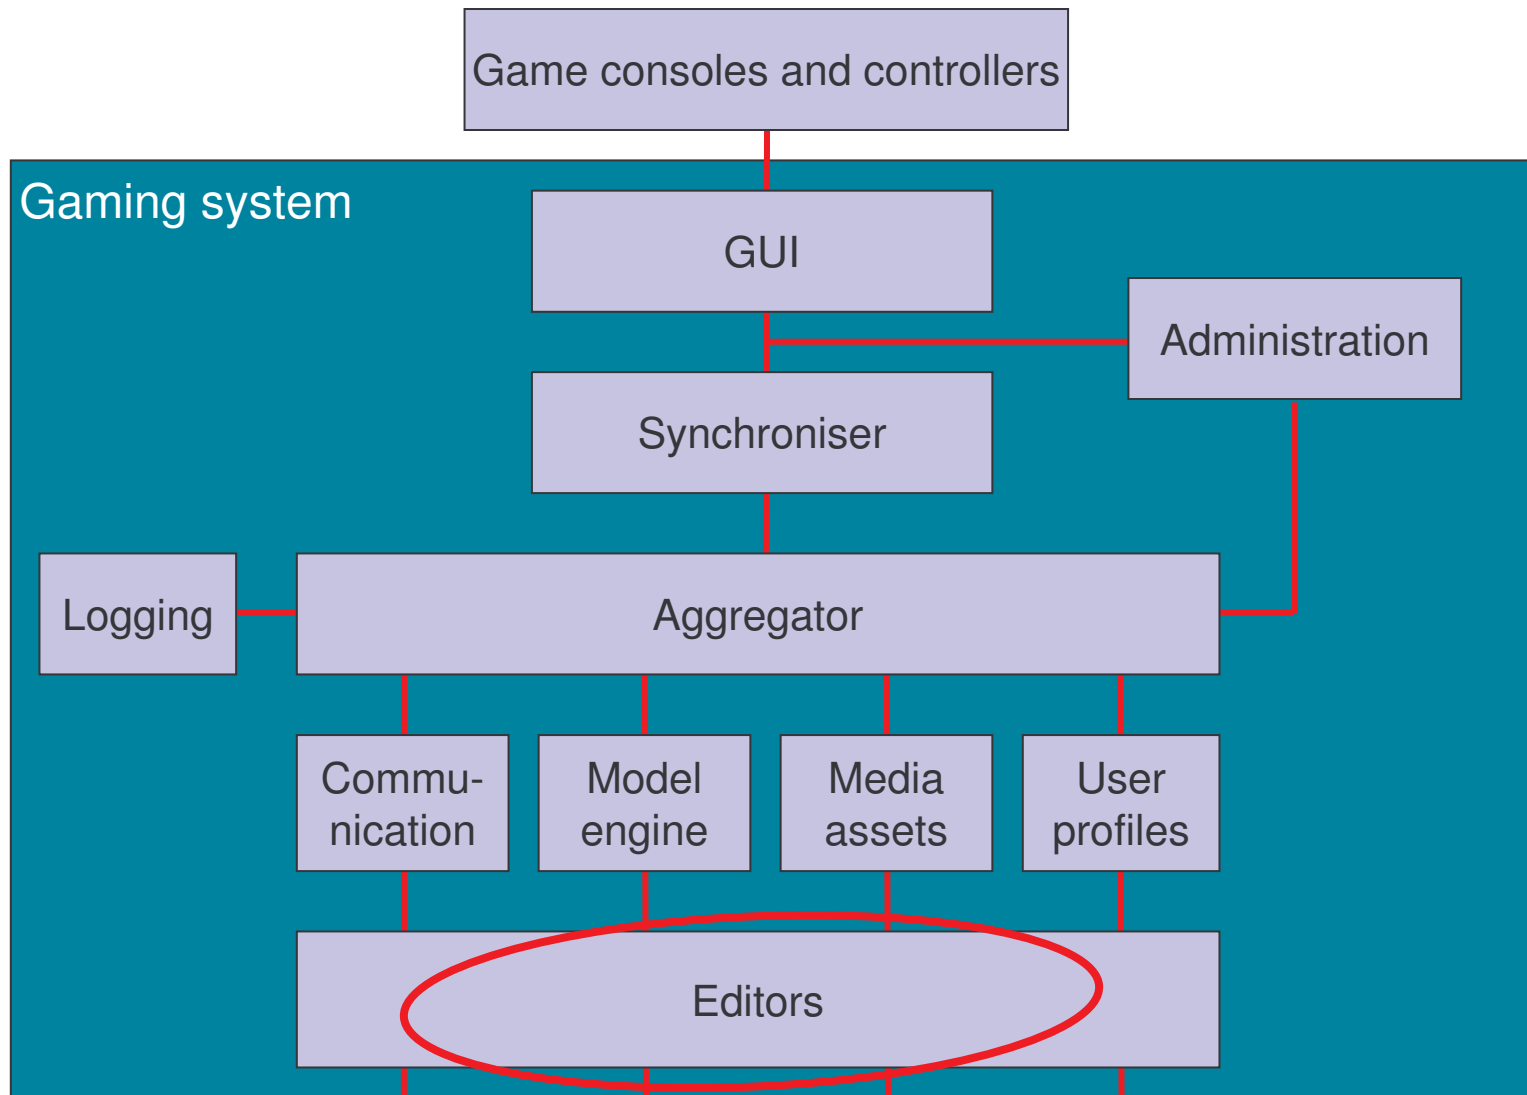 Game consoles and controllers
Gaming system
GUI
Administration
Synchroniser
Logging
Aggregator
Commu-
nication
Model
engine
Media
assets
User
profiles
Editors